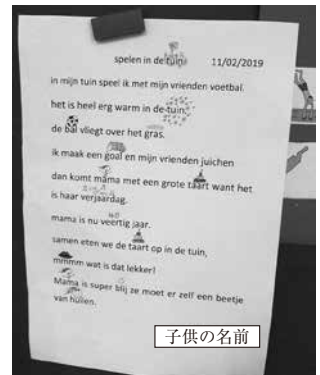 spelen in de tuin 11/02/2019
in mijn tuin speel ik met mijn vrienden voetbal.
het is heel erg warm in de tuin.
de bal vliegt over het gras.
ik maak een goal en mijn vrienden juichen
dan komt mama met een grote taart want het
is haar verjaardag.
mama is nu veertig jaar.
samen eten we de taart op in de tuin,
mmmm wat is dat lekker!
Mama is super blij ze moet er zelf een beetje
van huilen.
子供の名前